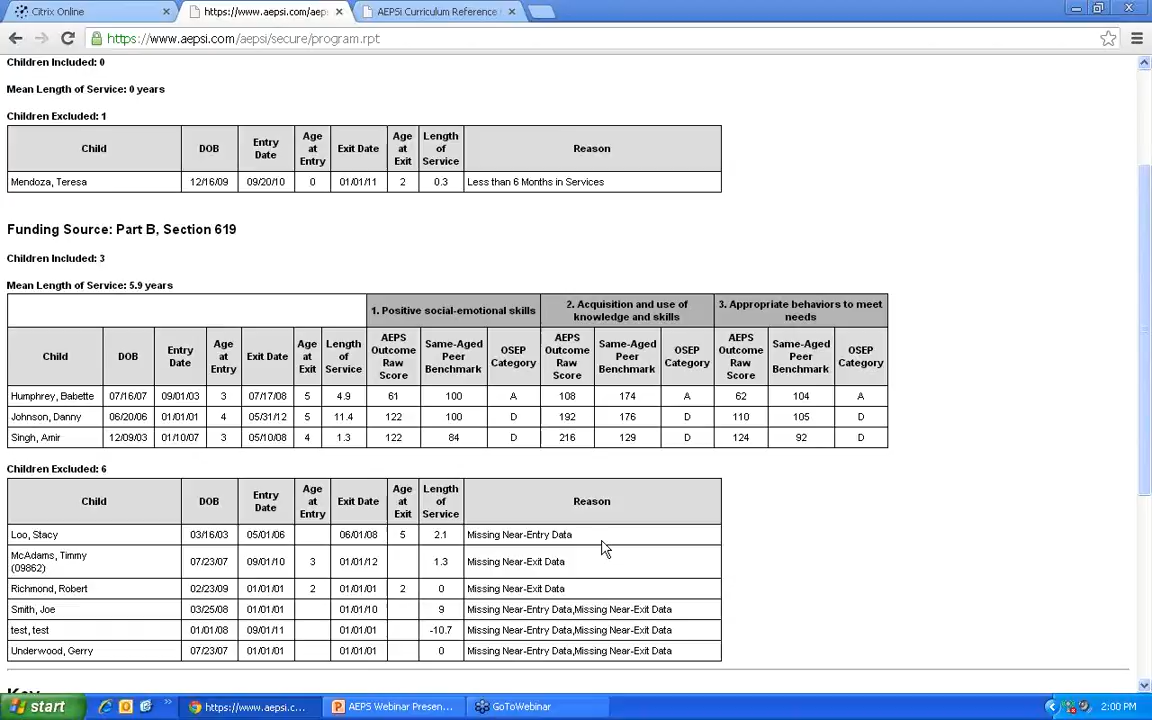 Citrix Online
https://www.aepsi.com/aep
AEPSi Curriculum Reference
https://www.aepsi.com/aepsi/secure/program.rpt
Children Included: 0
Mean Length of Service: 0 years
Children Excluded: 1
Child DOB Entry Date Age at Entry Exit Date Age at Exit Length of Service Reason
Mendoza, Teresa 12/16/09 09/20/10 0 01/01/11 2 0.3 Less than 6 Months in Services
Funding Source: Part B, Section 619
Children Included: 3
Mean Length of Service: 5.9 years
1. Positive social-emotional skills 2. Acquisition and use of knowledge and skills 3. Appropriate behaviors to meet needs
Child DOB Entry Date Age at Entry Exit Date Age at Exit Length of Service AEPS Outcome Raw Score Same-Aged Peer Benchmark OSEP Category AEPS Outcome Raw Score Same-Aged Peer Benchmark OSEP Category AEPS Outcome Raw Score Same-Aged Peer Benchmark OSEP Category
Humphrey, Babette 07/16/07 09/01/03 3 07/17/08 5 4.9 61 100 A 108 174 A 62 104 A
Johnson, Danny 06/20/06 01/01/01 4 05/31/12 5 11.4 122 100 D 192 176 D 110 105 D
Singh, Amir 12/09/03 01/10/07 3 05/10/08 4 1.3 122 84 D 216 129 D 124 92 D
Children Excluded: 6
Child DOB Entry Date Age at Entry Exit Date Age at Exit Length of Service Reason
Loo, Stacy 03/16/03 05/01/06 06/01/08 5 2.1 Missing Near-Entry Data
McAdams, Timmy (09862) 07/23/07 09/01/10 3 01/01/12 1.3 Missing Near-Exit Data
Richmond, Robert 02/23/09 01/01/01 2 01/01/01 2 0 Missing Near-Exit Data
Smith, Joe 03/25/08 01/01/01 01/01/10 9 Missing Near-Entry Data,Missing Near-Exit Data
test, test 01/01/08 09/01/11 01/01/01 -10.7 Missing Near-Entry Data,Missing Near-Exit Data
Underwood, Gerry 07/23/07 01/01/01 01/01/01 0 Missing Near-Entry Data,Missing Near-Exit Data
Key
start
https://www.aepsi.c...
AEPS Webinar Presen...
GoToWebinar
2:00 PM